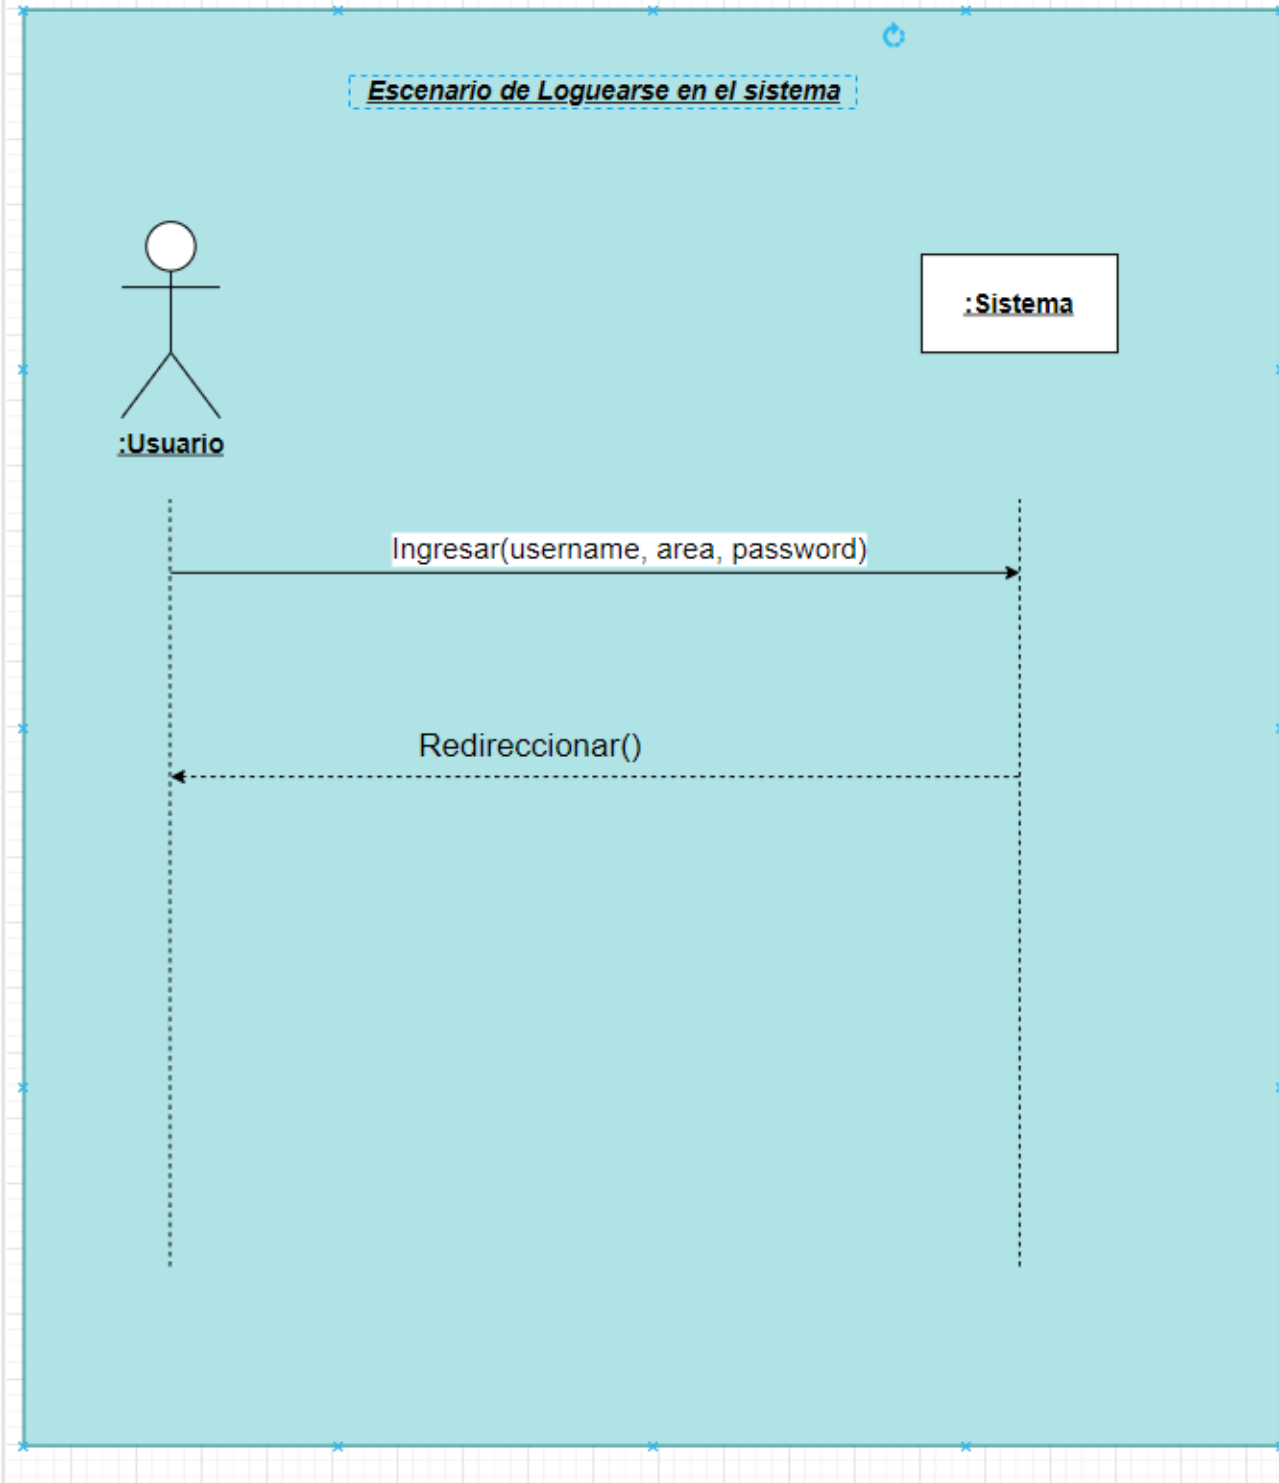 Escenario de Loguearse en el sistema
:Sistema
:Usuario
Ingresar(username, area, password)
Redireccionar()